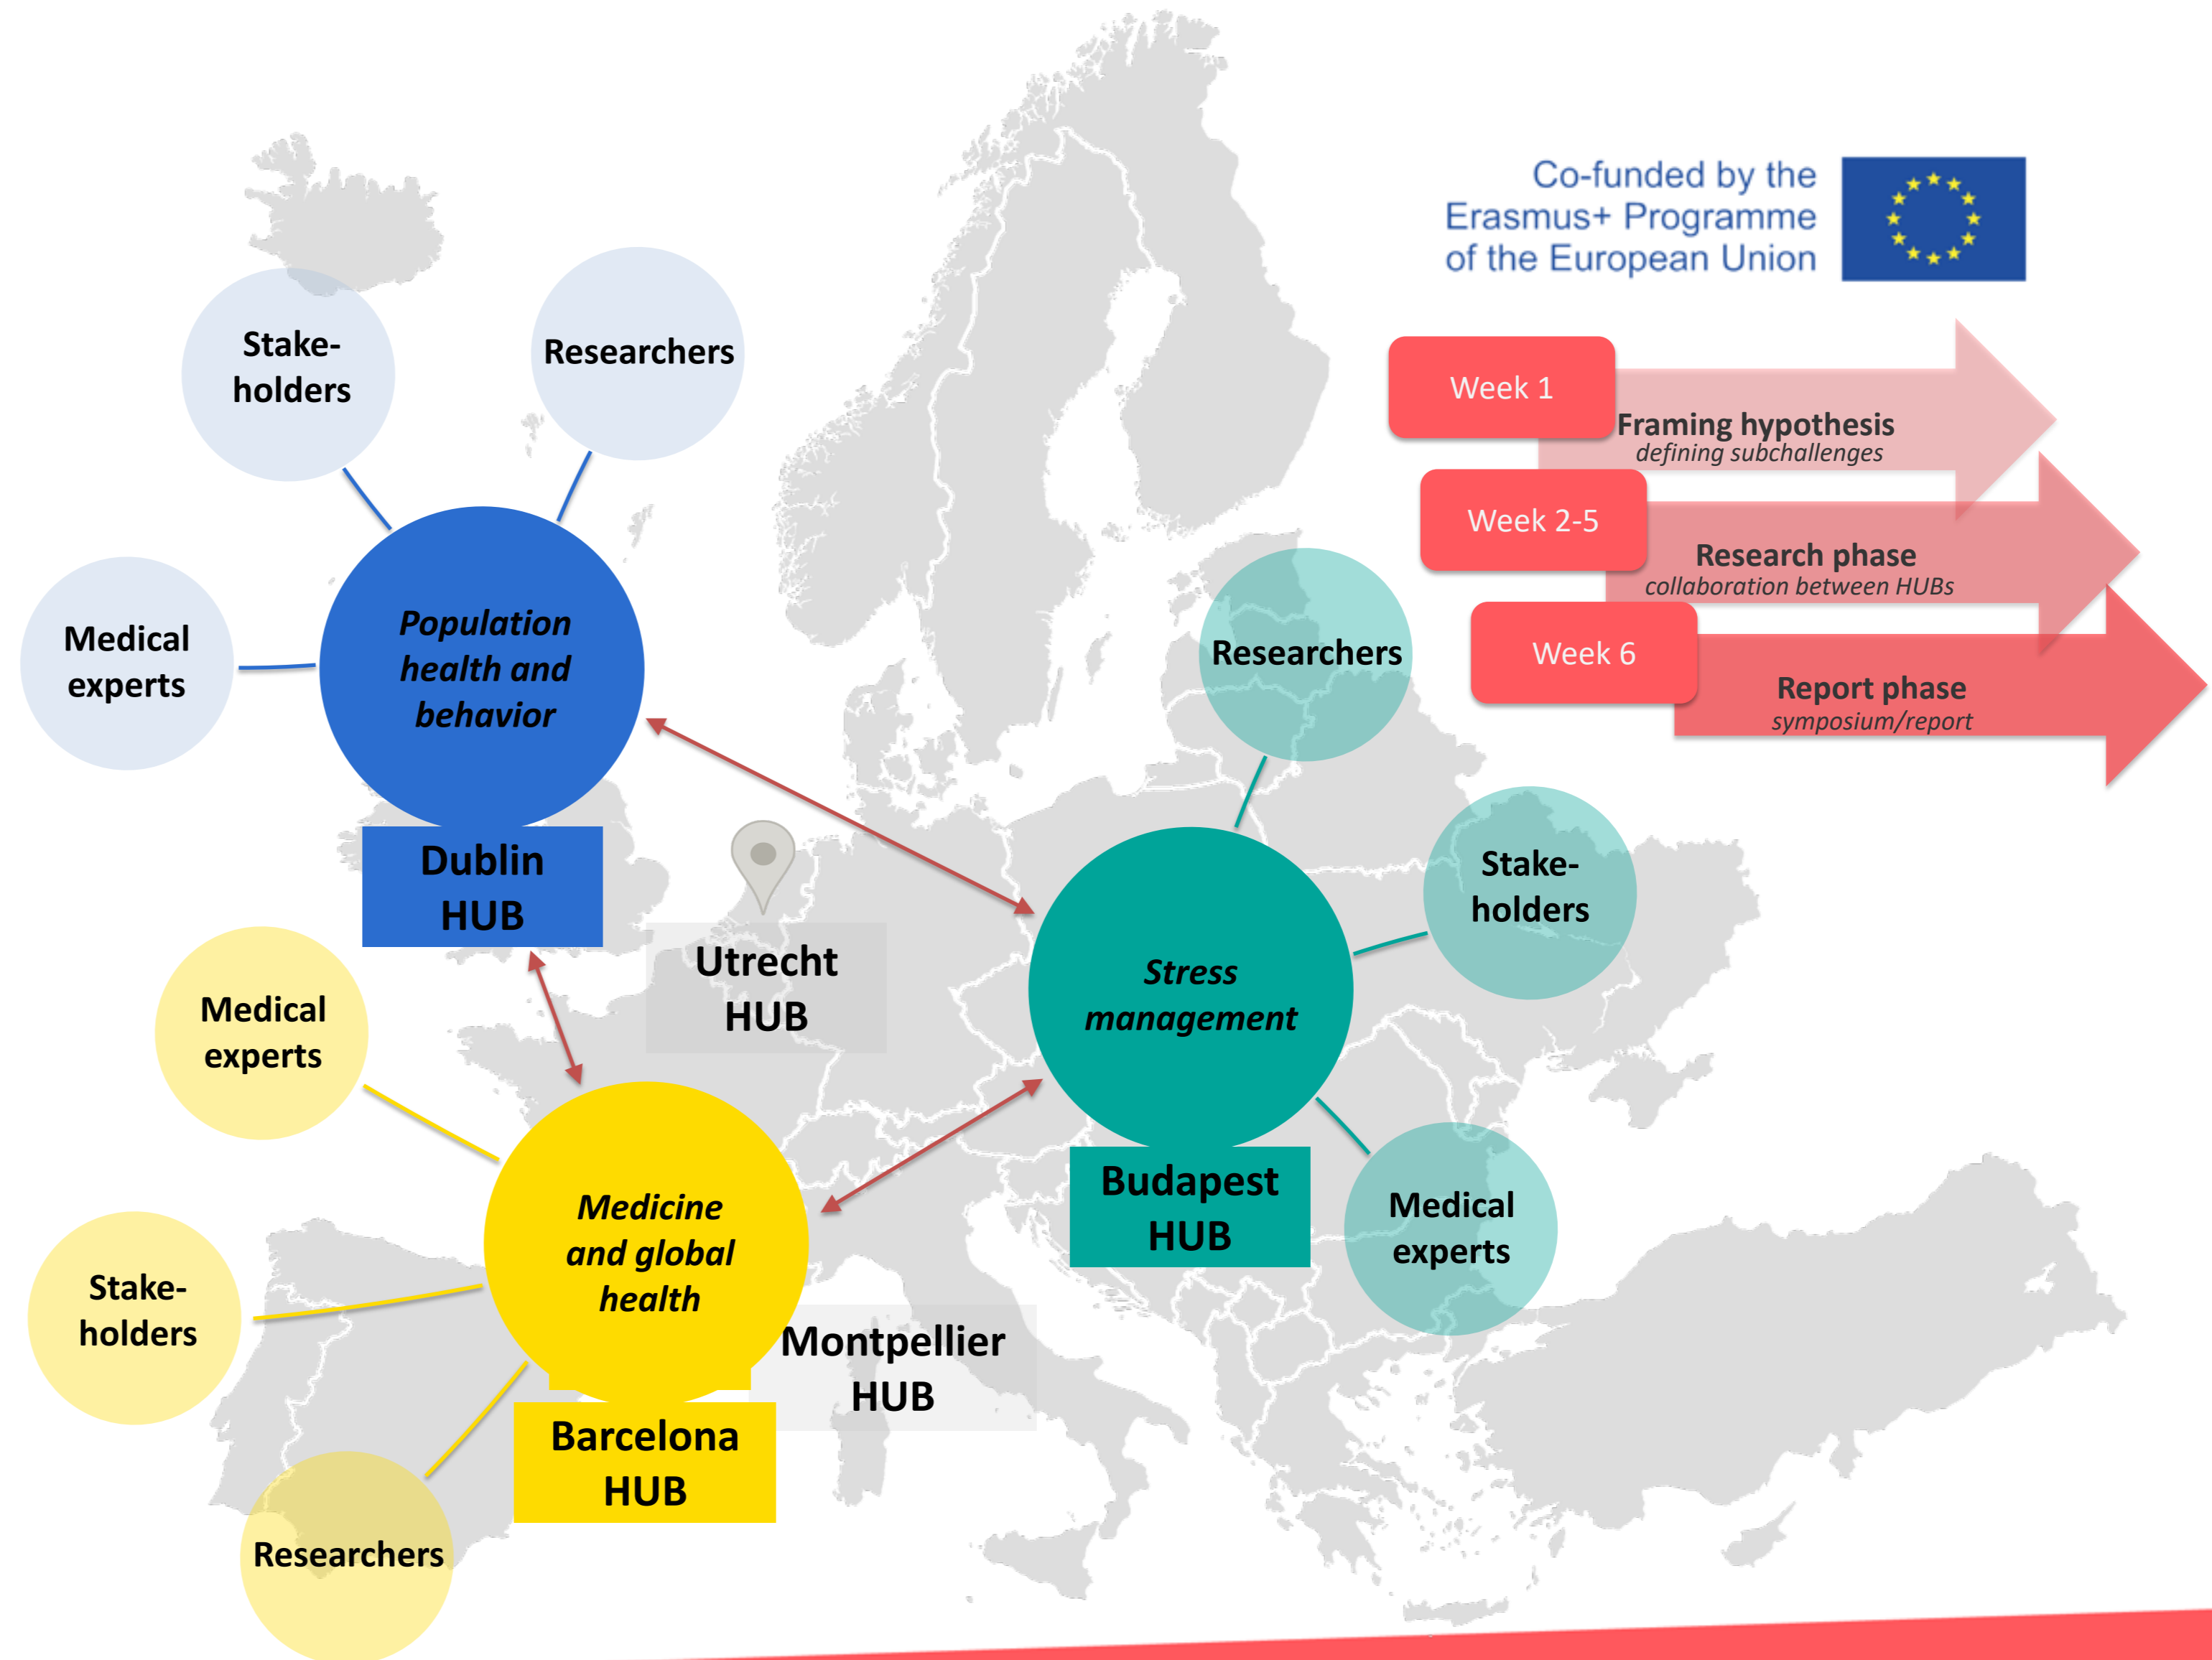 Co-funded by the
Erasmus+ Programme
of the European Union
Stake-
holders
Researchers
Medical
experts
Population
health and
behavior
Dublin
HUB
Week 1
Framing hypothesis
defining subchallenges
Week 2-5
Research phase
collaboration between HUBs
Week 6
Report phase
symposium/report
Researchers
Stake-
holders
Stress
management
Medical
experts
Budapest
HUB
Utrecht
HUB
Medical
experts
Stake-
holders
Researchers
Medicine
and global
health
Barcelona
HUB
Montpellier
HUB